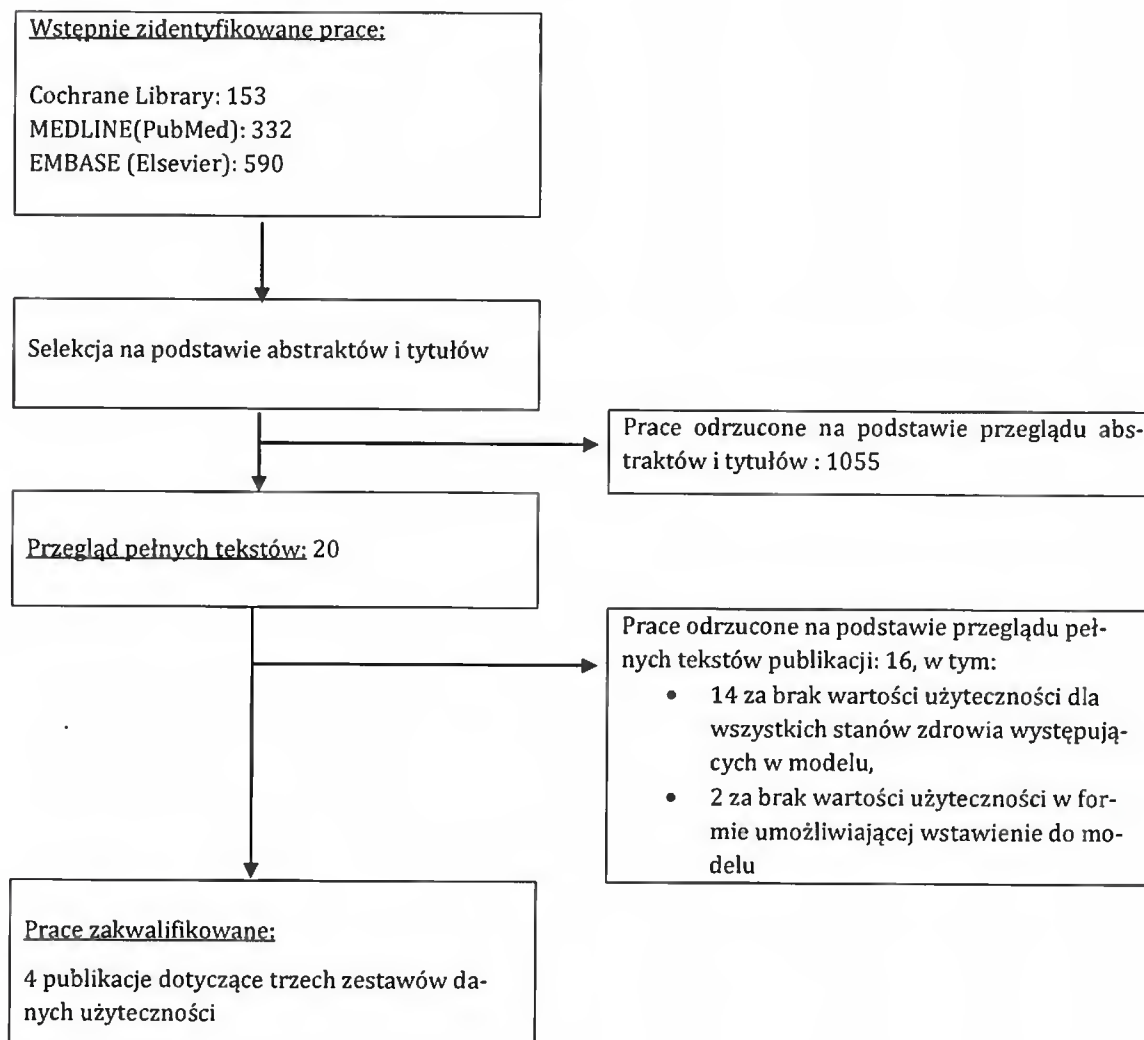 Wstępnie zidentyfikowane prace:
Cochrane Library: 153
MEDLINE(PubMed): 332
EMBASE (Elsevier): 590
Selekcja na podstawie abstraktów i tytułów
Prace odrzucone na podstawie przeglądu abs-
traktów i tytułów : 1055
Przegląd pełnych tekstów: 20
Prace odrzucone na podstawie przeglądu peł-
nych tekstów publikacji: 16, w tym:
• 14 za brak wartości użyteczności dla
wszystkich stanów zdrowia występują-
cych w modelu,
• 2 za brak wartości użyteczności w for-
mie umożliwiającej wstawienie do mo-
delu
Prace zakwalifikowane:
4 publikacje dotyczące trzech zestawów da-
nych użyteczności